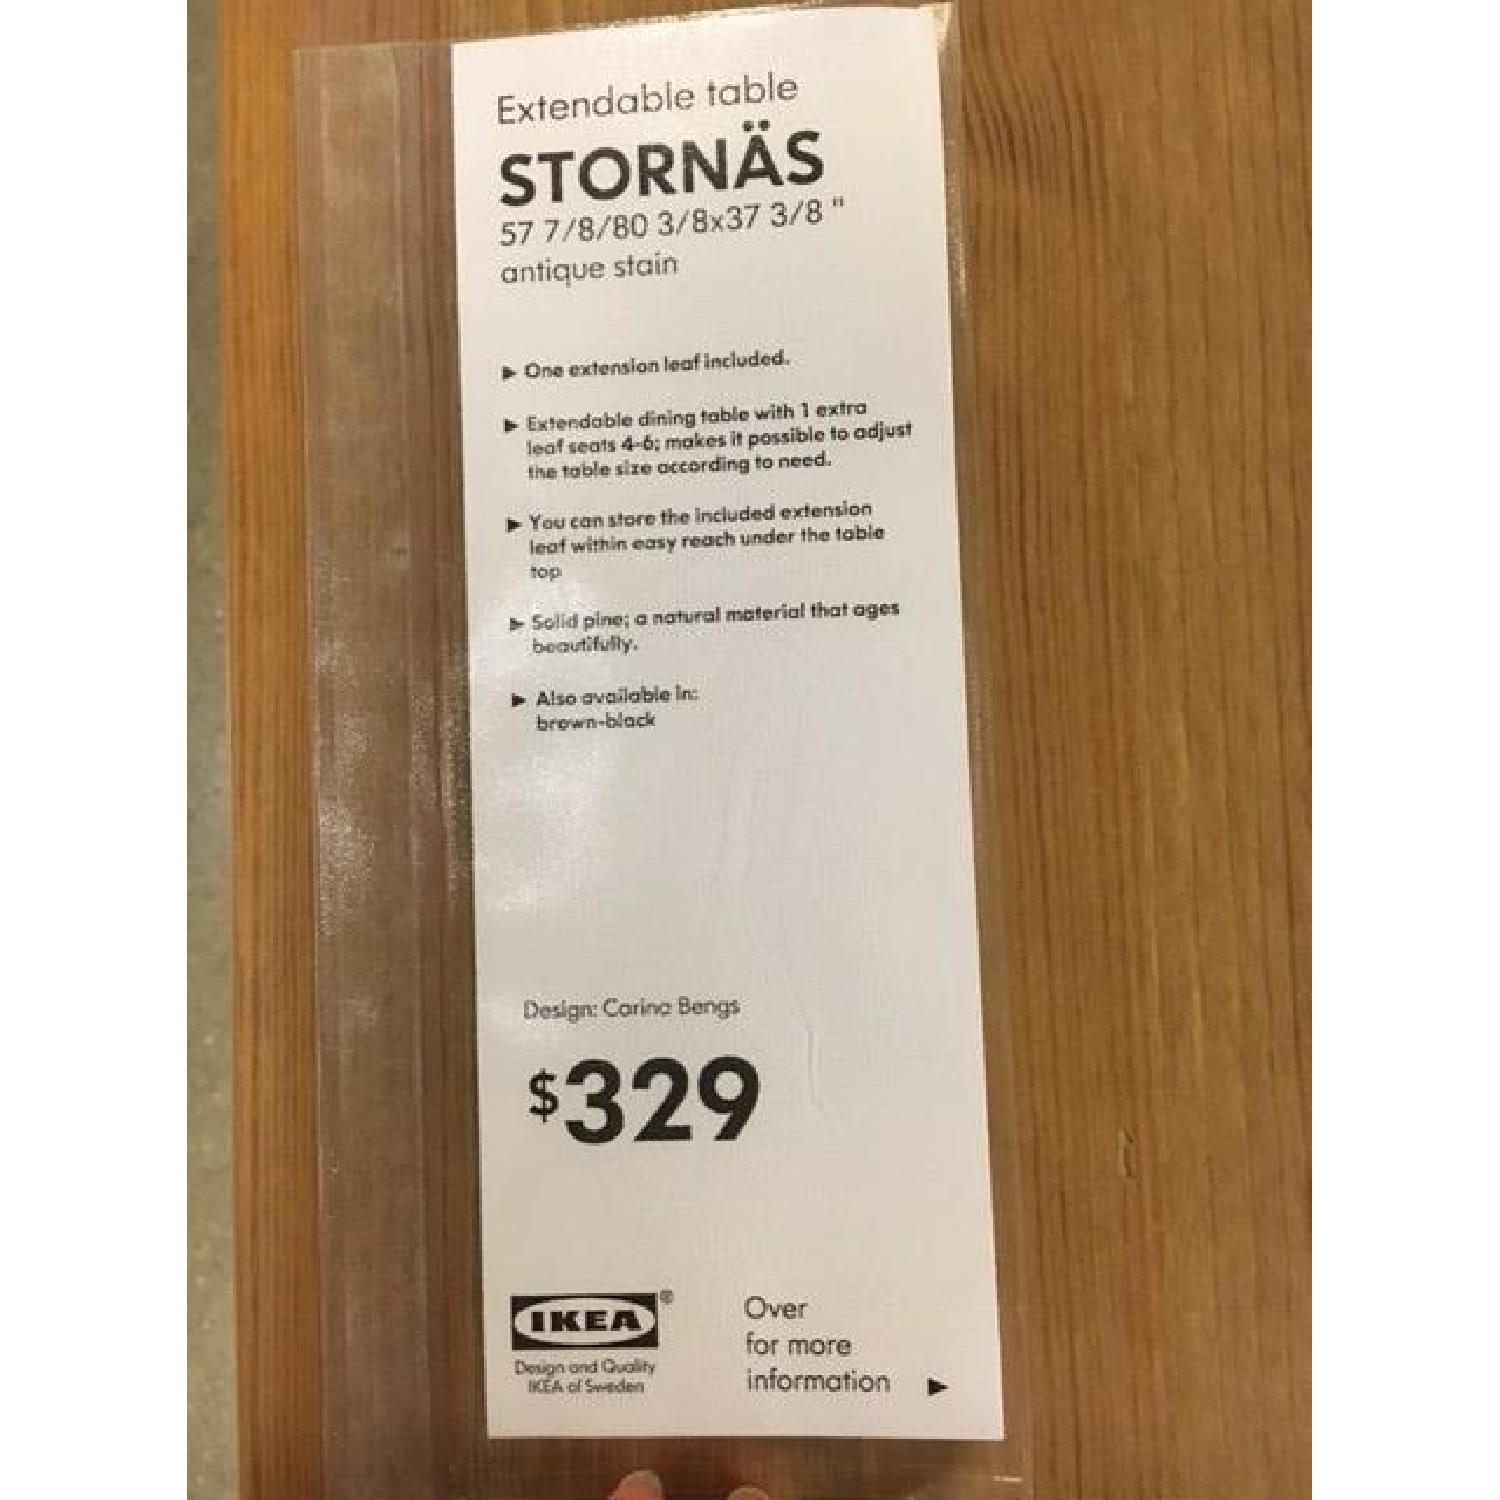 Extendable table
STORNÄS
57 7/8/80 3/8x37 3/8 "
antique stain
▶ One extension leaf included.
▶ Extendable dining table with 1 extra
leaf seats 4-6; makes it possible to adjust
the table size according to need.
▶ You can store the included extension
leaf within easy reach under the table
top
▶ Solid pine; a natural material that ages
beautifully.
▶ Also available in:
brown-black
Design: Carina Bengs
$329
IKEA®
Design and Quality
IKEA of Sweden
Over
for more
information ▶